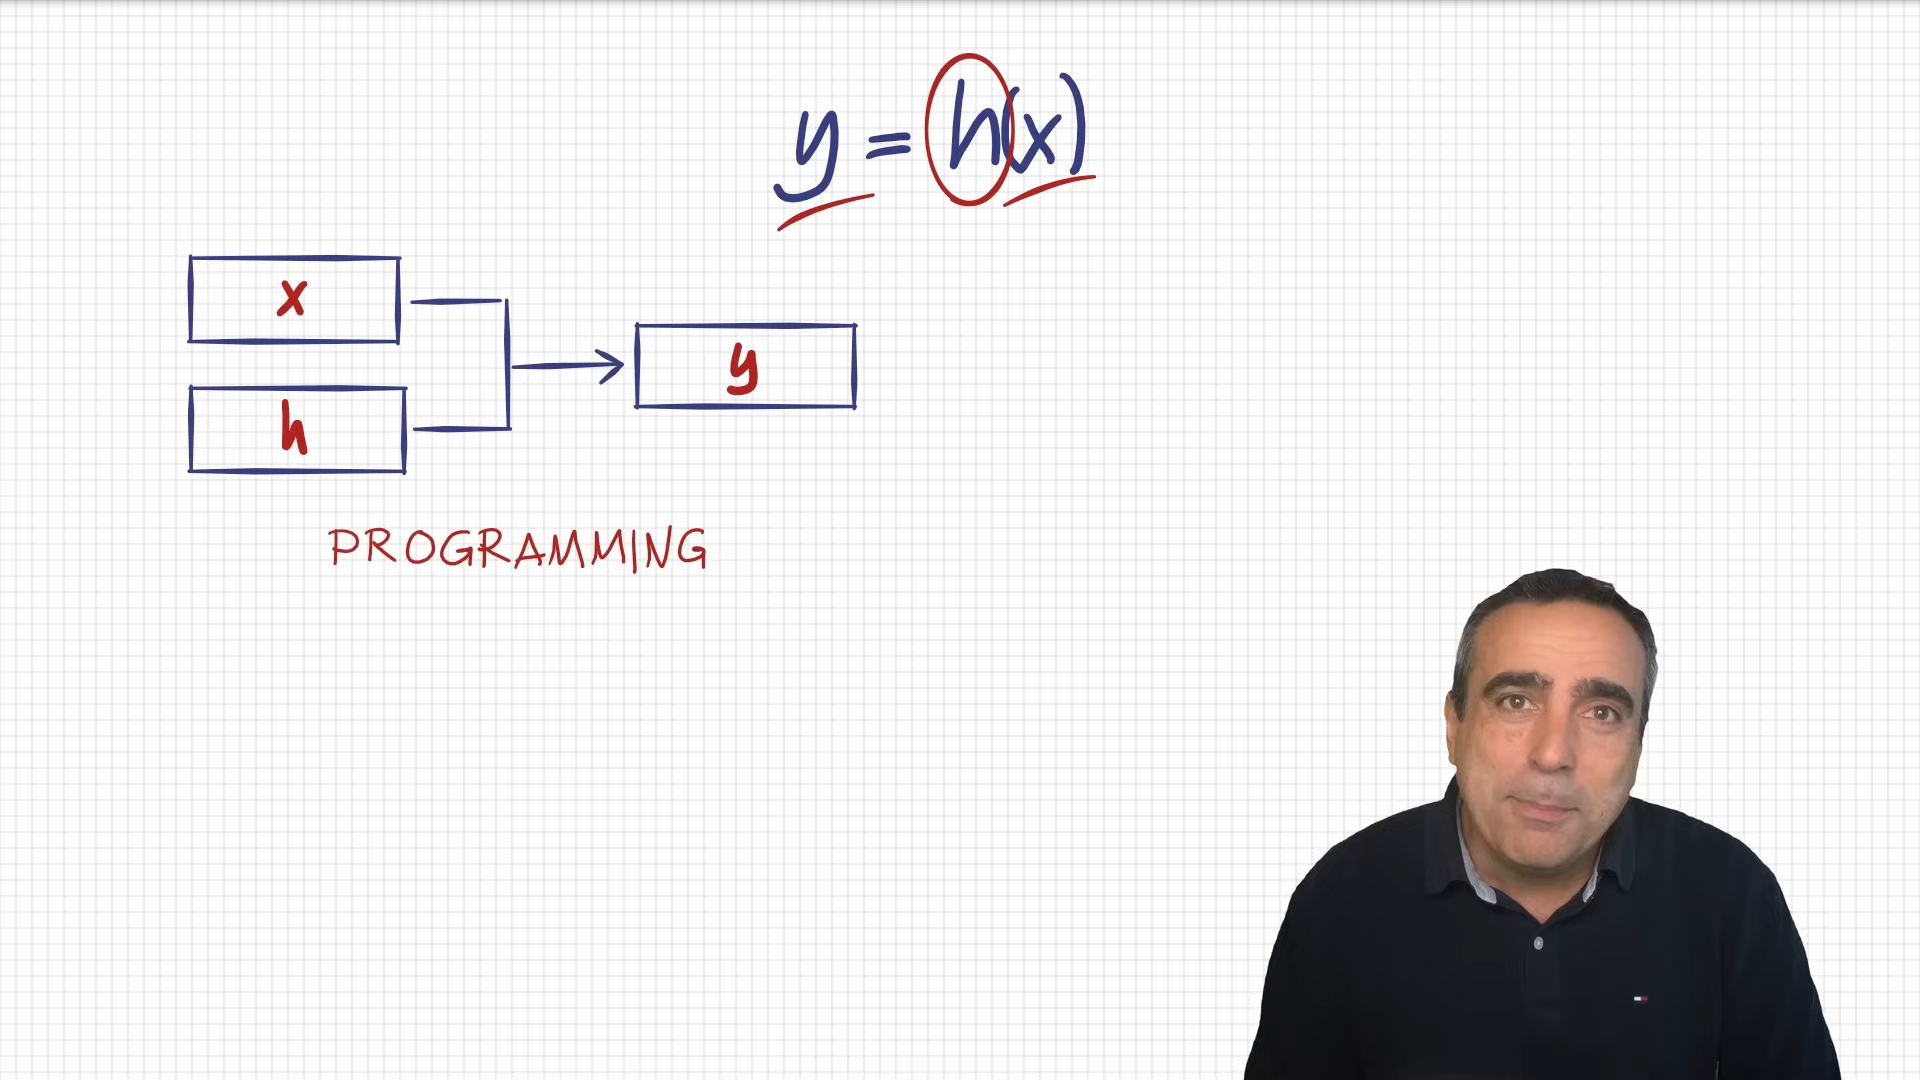 y = h(x)
x
h
y
PROGRAMMING